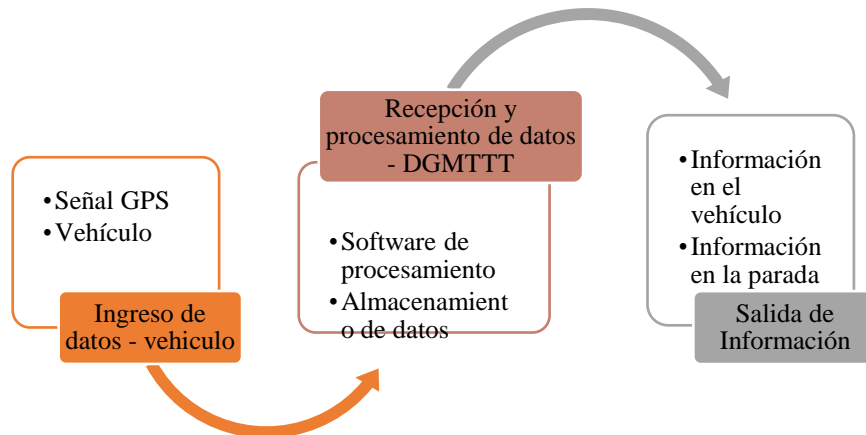 •Señal GPS
•Vehículo
Ingreso de
datos - vehiculo
Recepción y
procesamiento de datos
- DGMTTT
•Software de
procesamiento
•Almacenamient
o de datos
•Información
en el
vehículo
•Información
en la parada
Salida de
Información